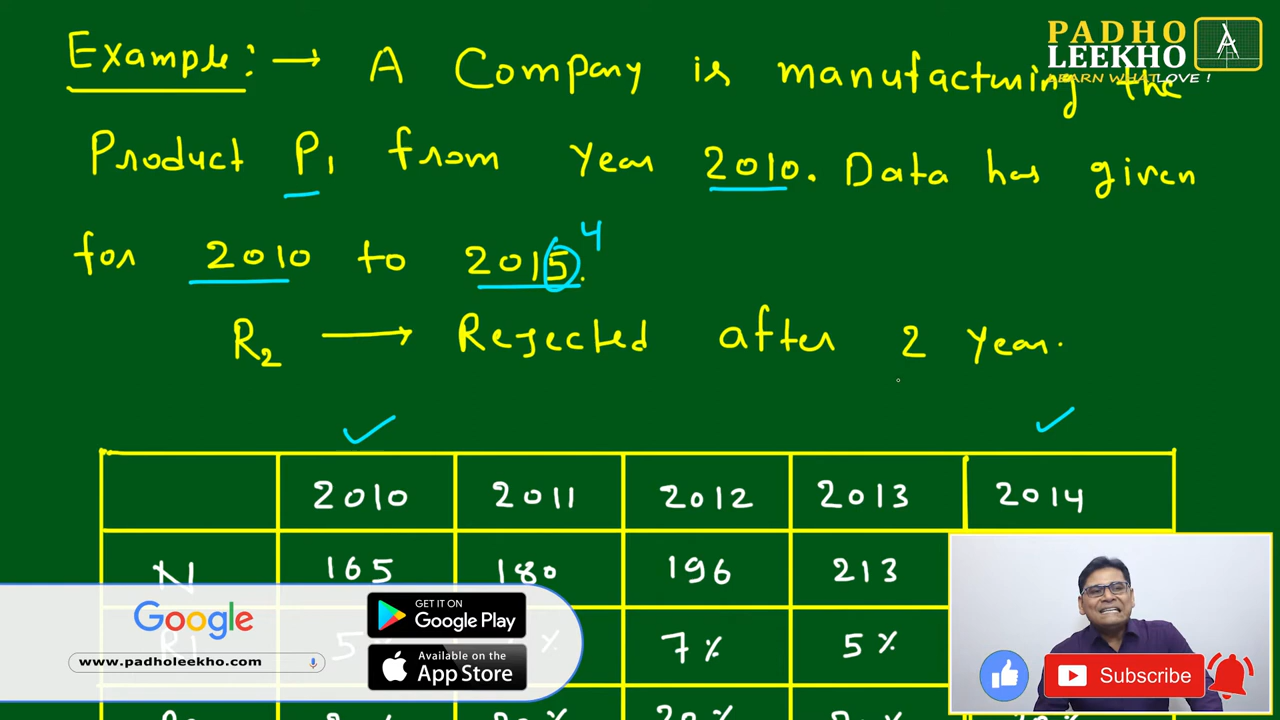 PADHO
LEEKHO
LEARN WHAT LOVE !
Example :→ A Company is manufacturing the
Product P1 from Year 2010. Data has given
for 2010 to 2015. 4
R2 → Rejected after 2 Year.
2010 2011 2012 2013 2014
N 165 180 196 213
7% 5%
Google
www.padholeekho.com
GET IT ON
Google Play
Available on the
App Store
Subscribe